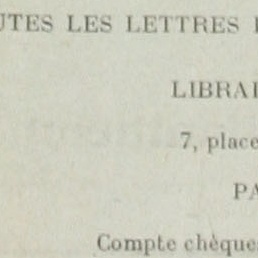 UTES LES LETTRES
LIBRAI
7, place
PA
Compte chèque